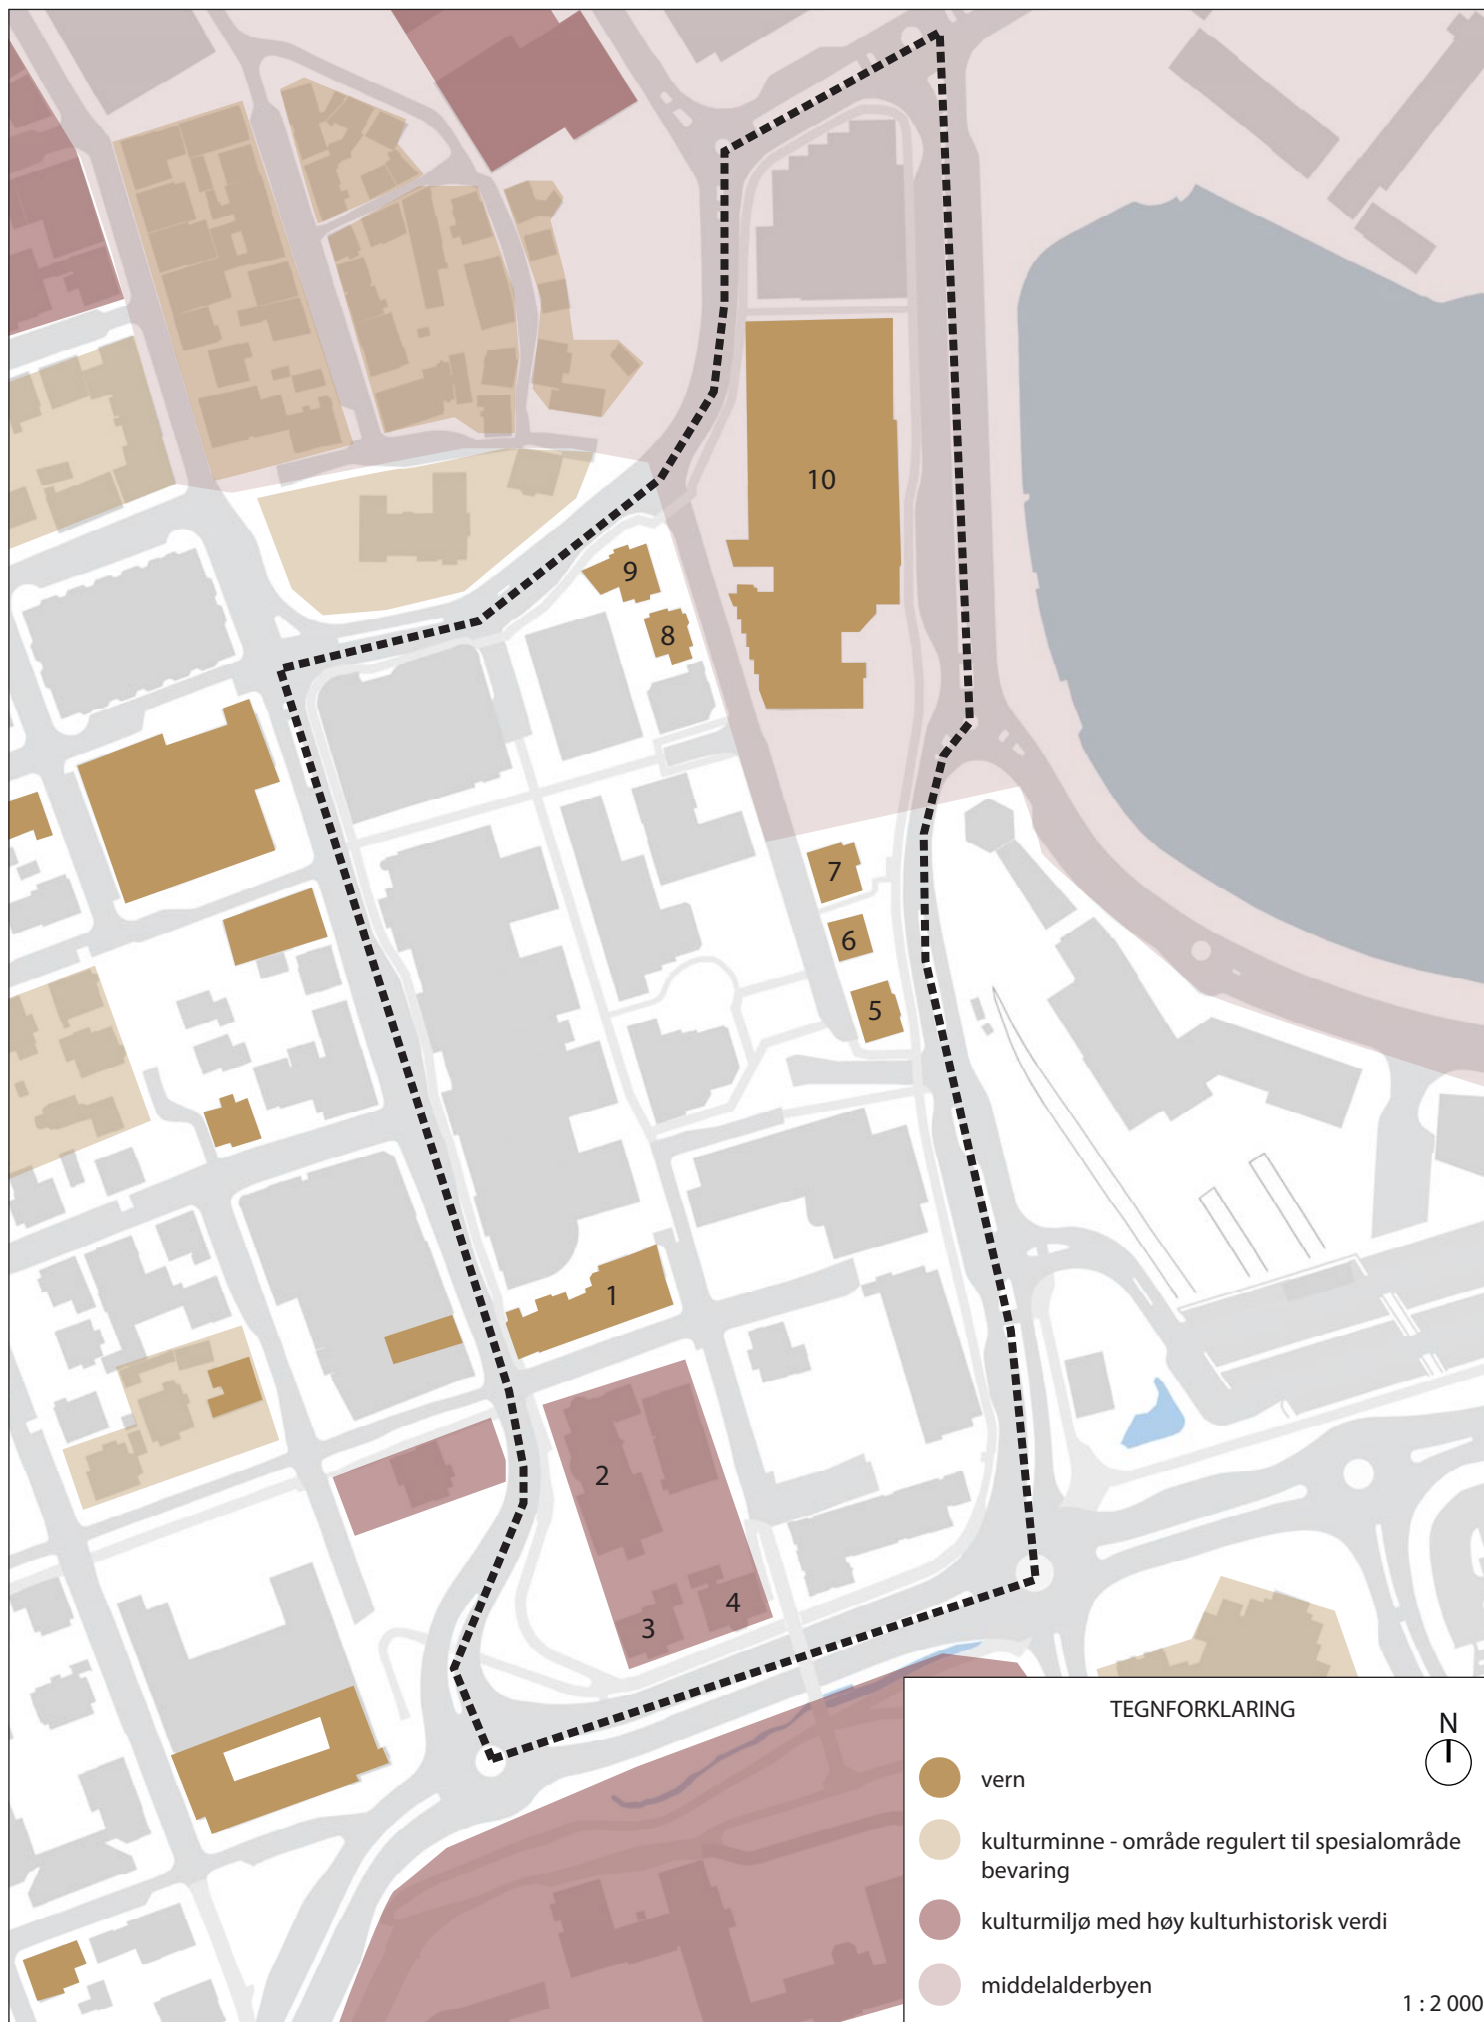 10
9
8
7
6
5
1
2
4
3
TEGNFORKLARING
N
vern
kulturminne - område regulert til spesialområde
bevaring
kulturmiljø med høy kulturhistorisk verdi
middelalderbyen
1 : 2 000